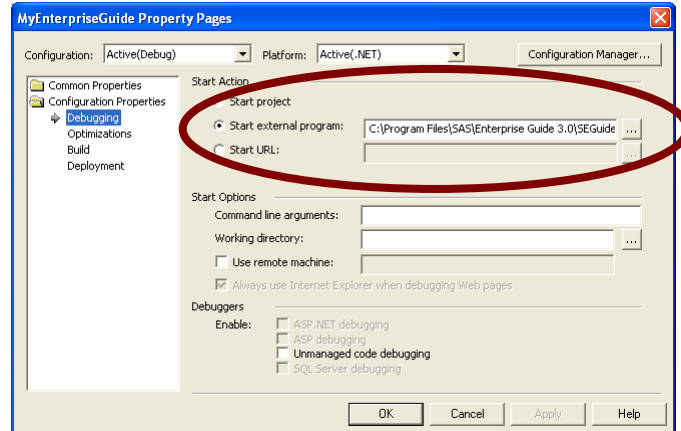 MyEnterpriseGuide Property Pages
Configuration: Active(Debug) Platform: Active(.NET) Configuration Manager...
Common Properties
Configuration Properties
Debugging
Optimizations
Build
Deployment
Start Action
Start project
Start external program: C:\Program Files\SAS\Enterprise Guide 3.0\SEGuide ...
Start URL: ...
Start Options
Command line arguments:
Working directory: ...
Use remote machine:
Always use Internet Explorer when debugging Web pages
Debuggers
Enable: ASP.NET debugging
ASP debugging
Unmanaged code debugging
SQL Server debugging
OK Cancel Apply Help